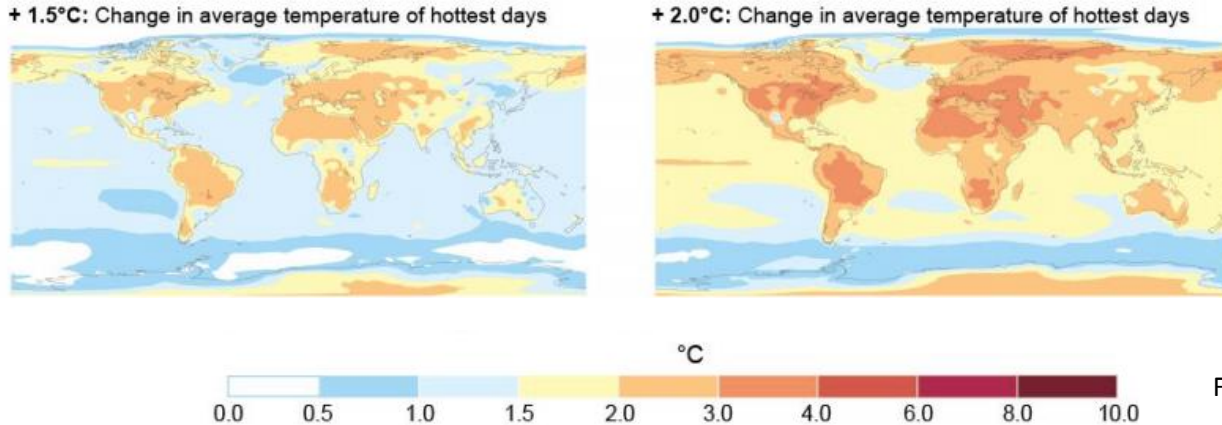 + 1.5°C: Change in average temperature of hottest days
+ 2.0°C: Change in average temperature of hottest days
°C
0.0 0.5 1.0 1.5 2.0 3.0 4.0 6.0 8.0 10.0
F